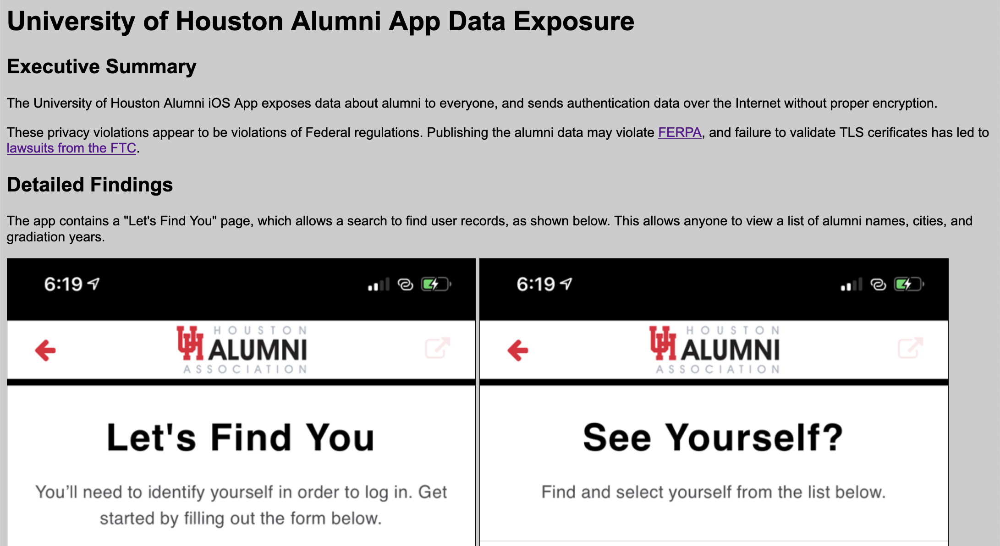 University of Houston Alumni App Data Exposure
Executive Summary
The University of Houston Alumni iOS App exposes data about alumni to everyone, and sends authentication data over the Internet without proper encryption.
These privacy violations appear to be violations of Federal regulations. Publishing the alumni data may violate FERPA, and failure to validate TLS cerificates has led to
lawsuits from the FTC.
Detailed Findings
The app contains a "Let's Find You" page, which allows a search to find user records, as shown below. This allows anyone to view a list of alumni names, cities, and
gradiation years.
6:19
HOUSTON
UH ALUMNI
ASSOCIATION
Let's Find You
You’ll need to identify yourself in order to log in. Get
started by filling out the form below.
6:19
HOUSTON
UH ALUMNI
ASSOCIATION
See Yourself?
Find and select yourself from the list below.